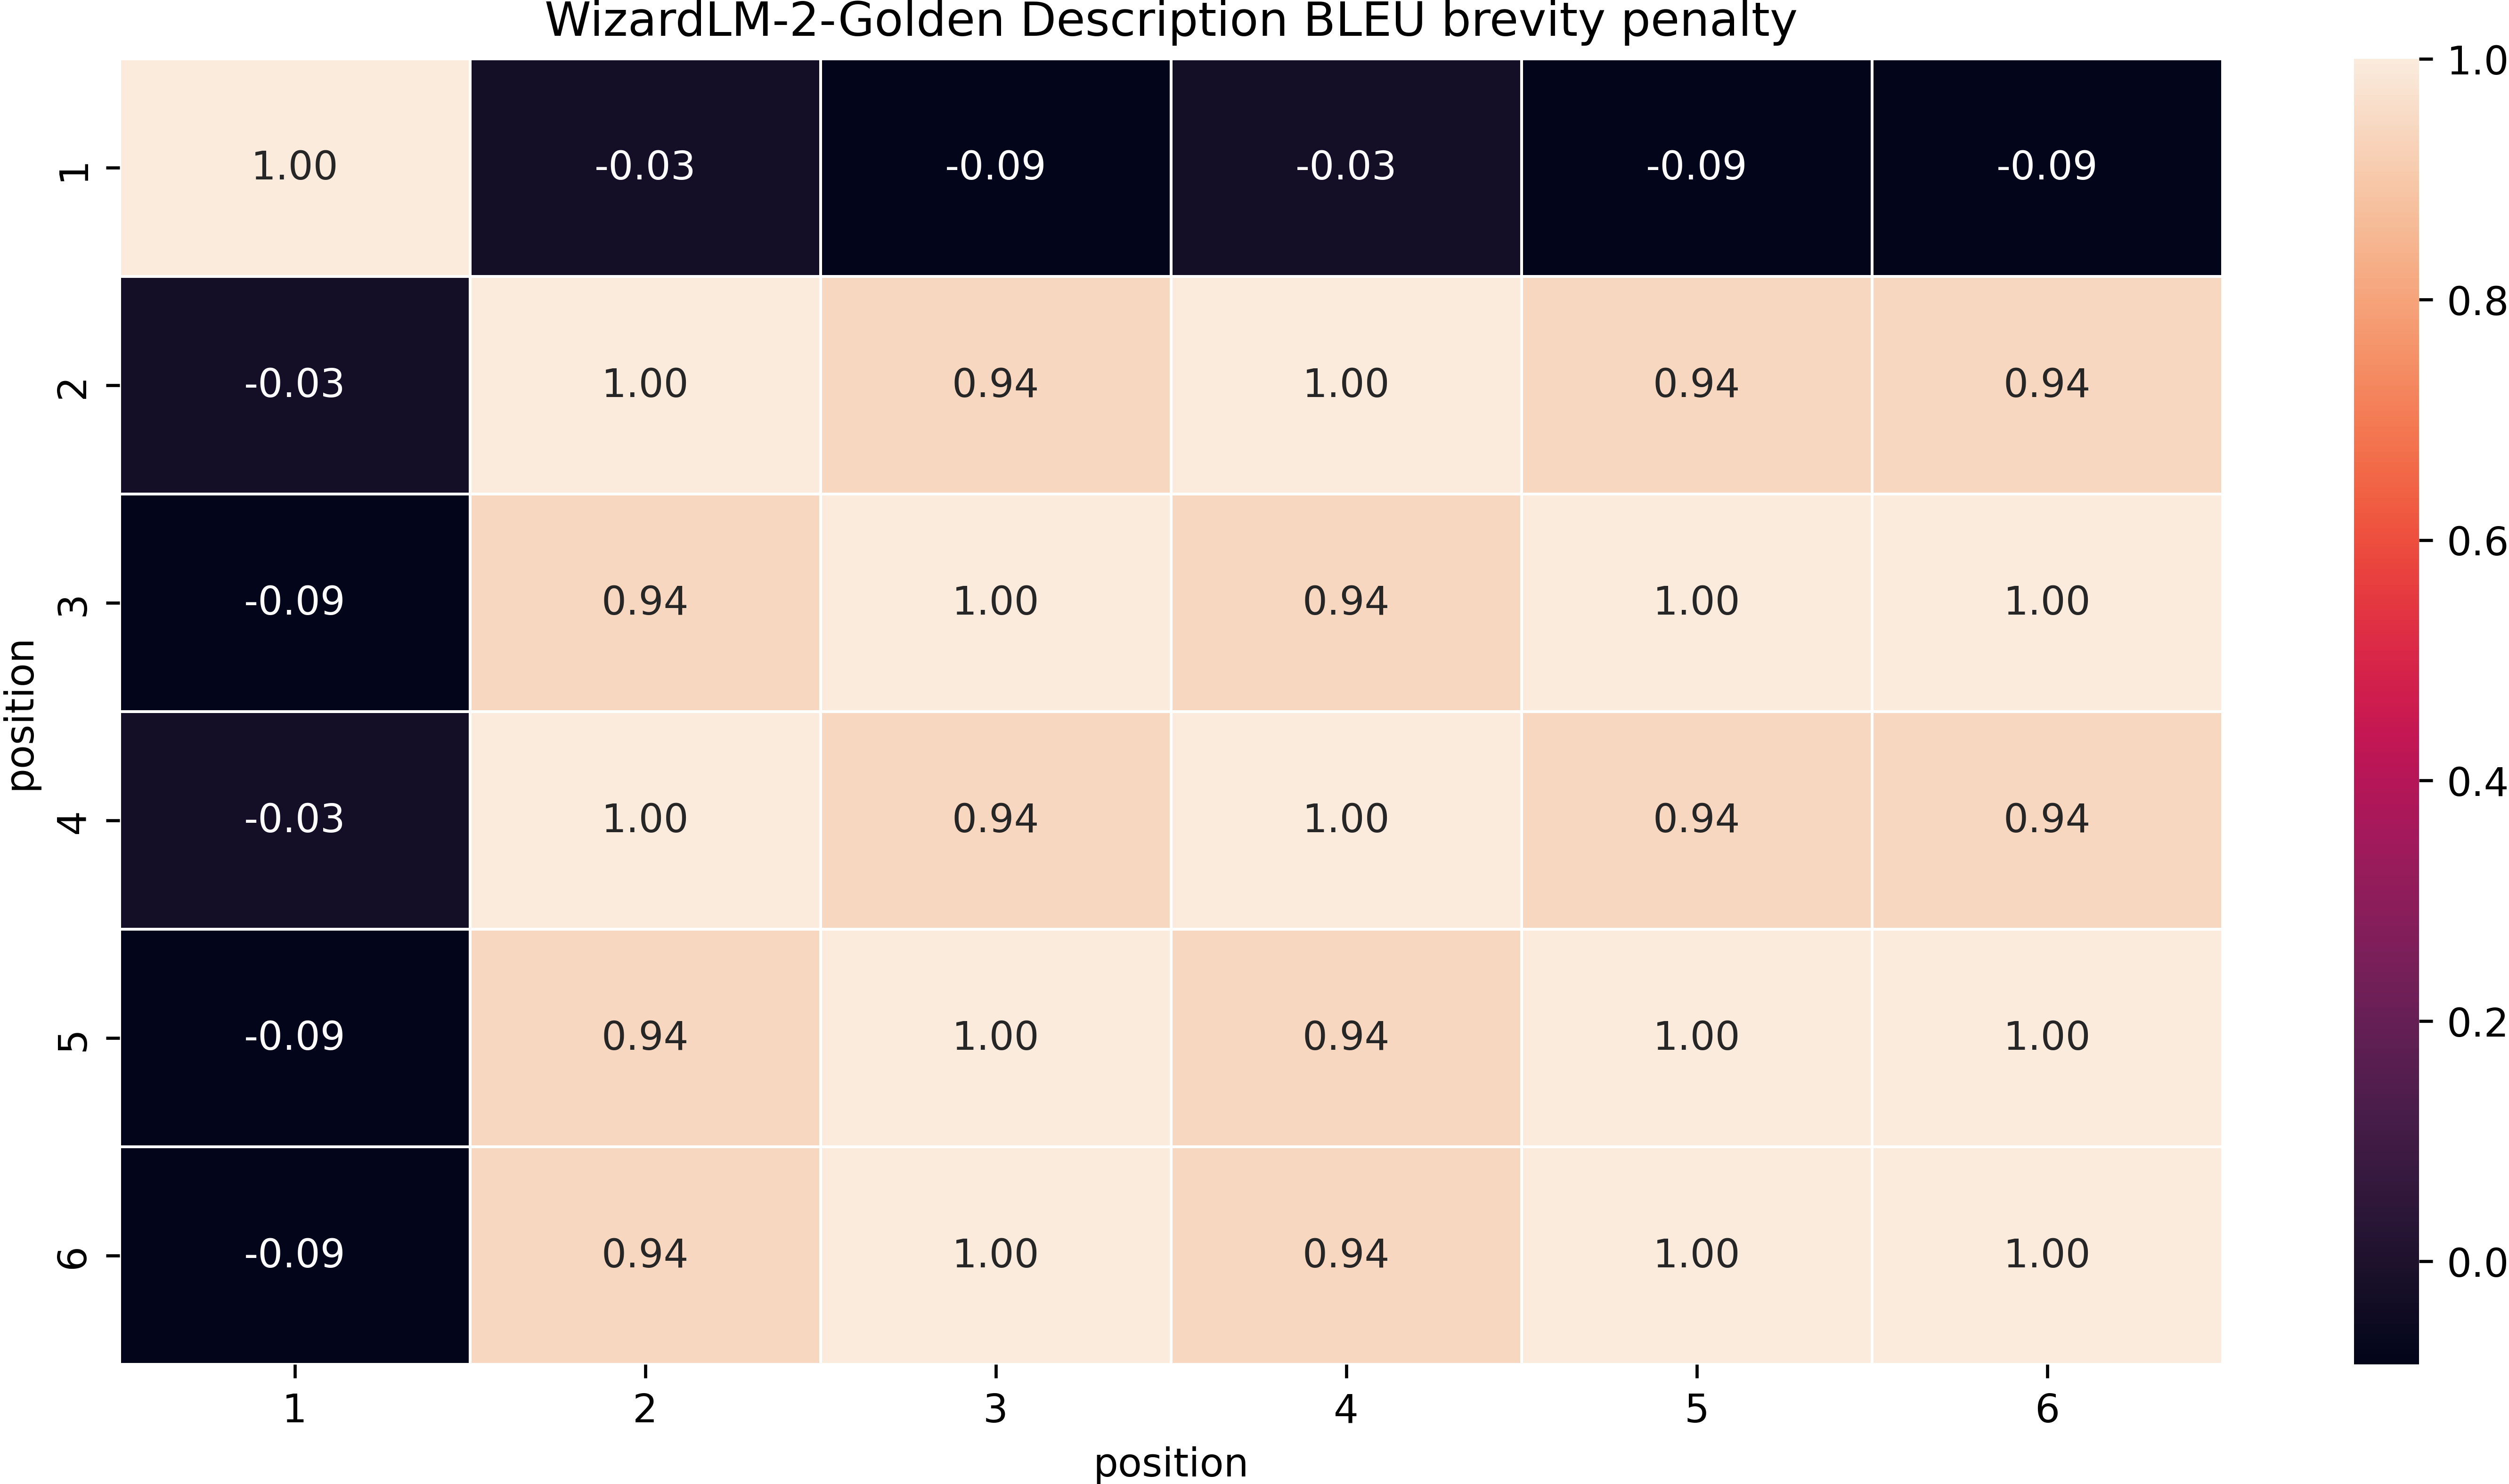 WizardLM-2-Golden Description BLEU brevity penalty
1.0
1 1.00 -0.03 -0.09 -0.03 -0.09 -0.09
0.8
2 -0.03 1.00 0.94 1.00 0.94 0.94
0.6
3 -0.09 0.94 1.00 0.94 1.00 1.00
position
0.4
4 -0.03 1.00 0.94 1.00 0.94 0.94
0.2
5 -0.09 0.94 1.00 0.94 1.00 1.00
6 -0.09 0.94 1.00 0.94 1.00 1.00
0.0
1 2 3 4 5 6
position